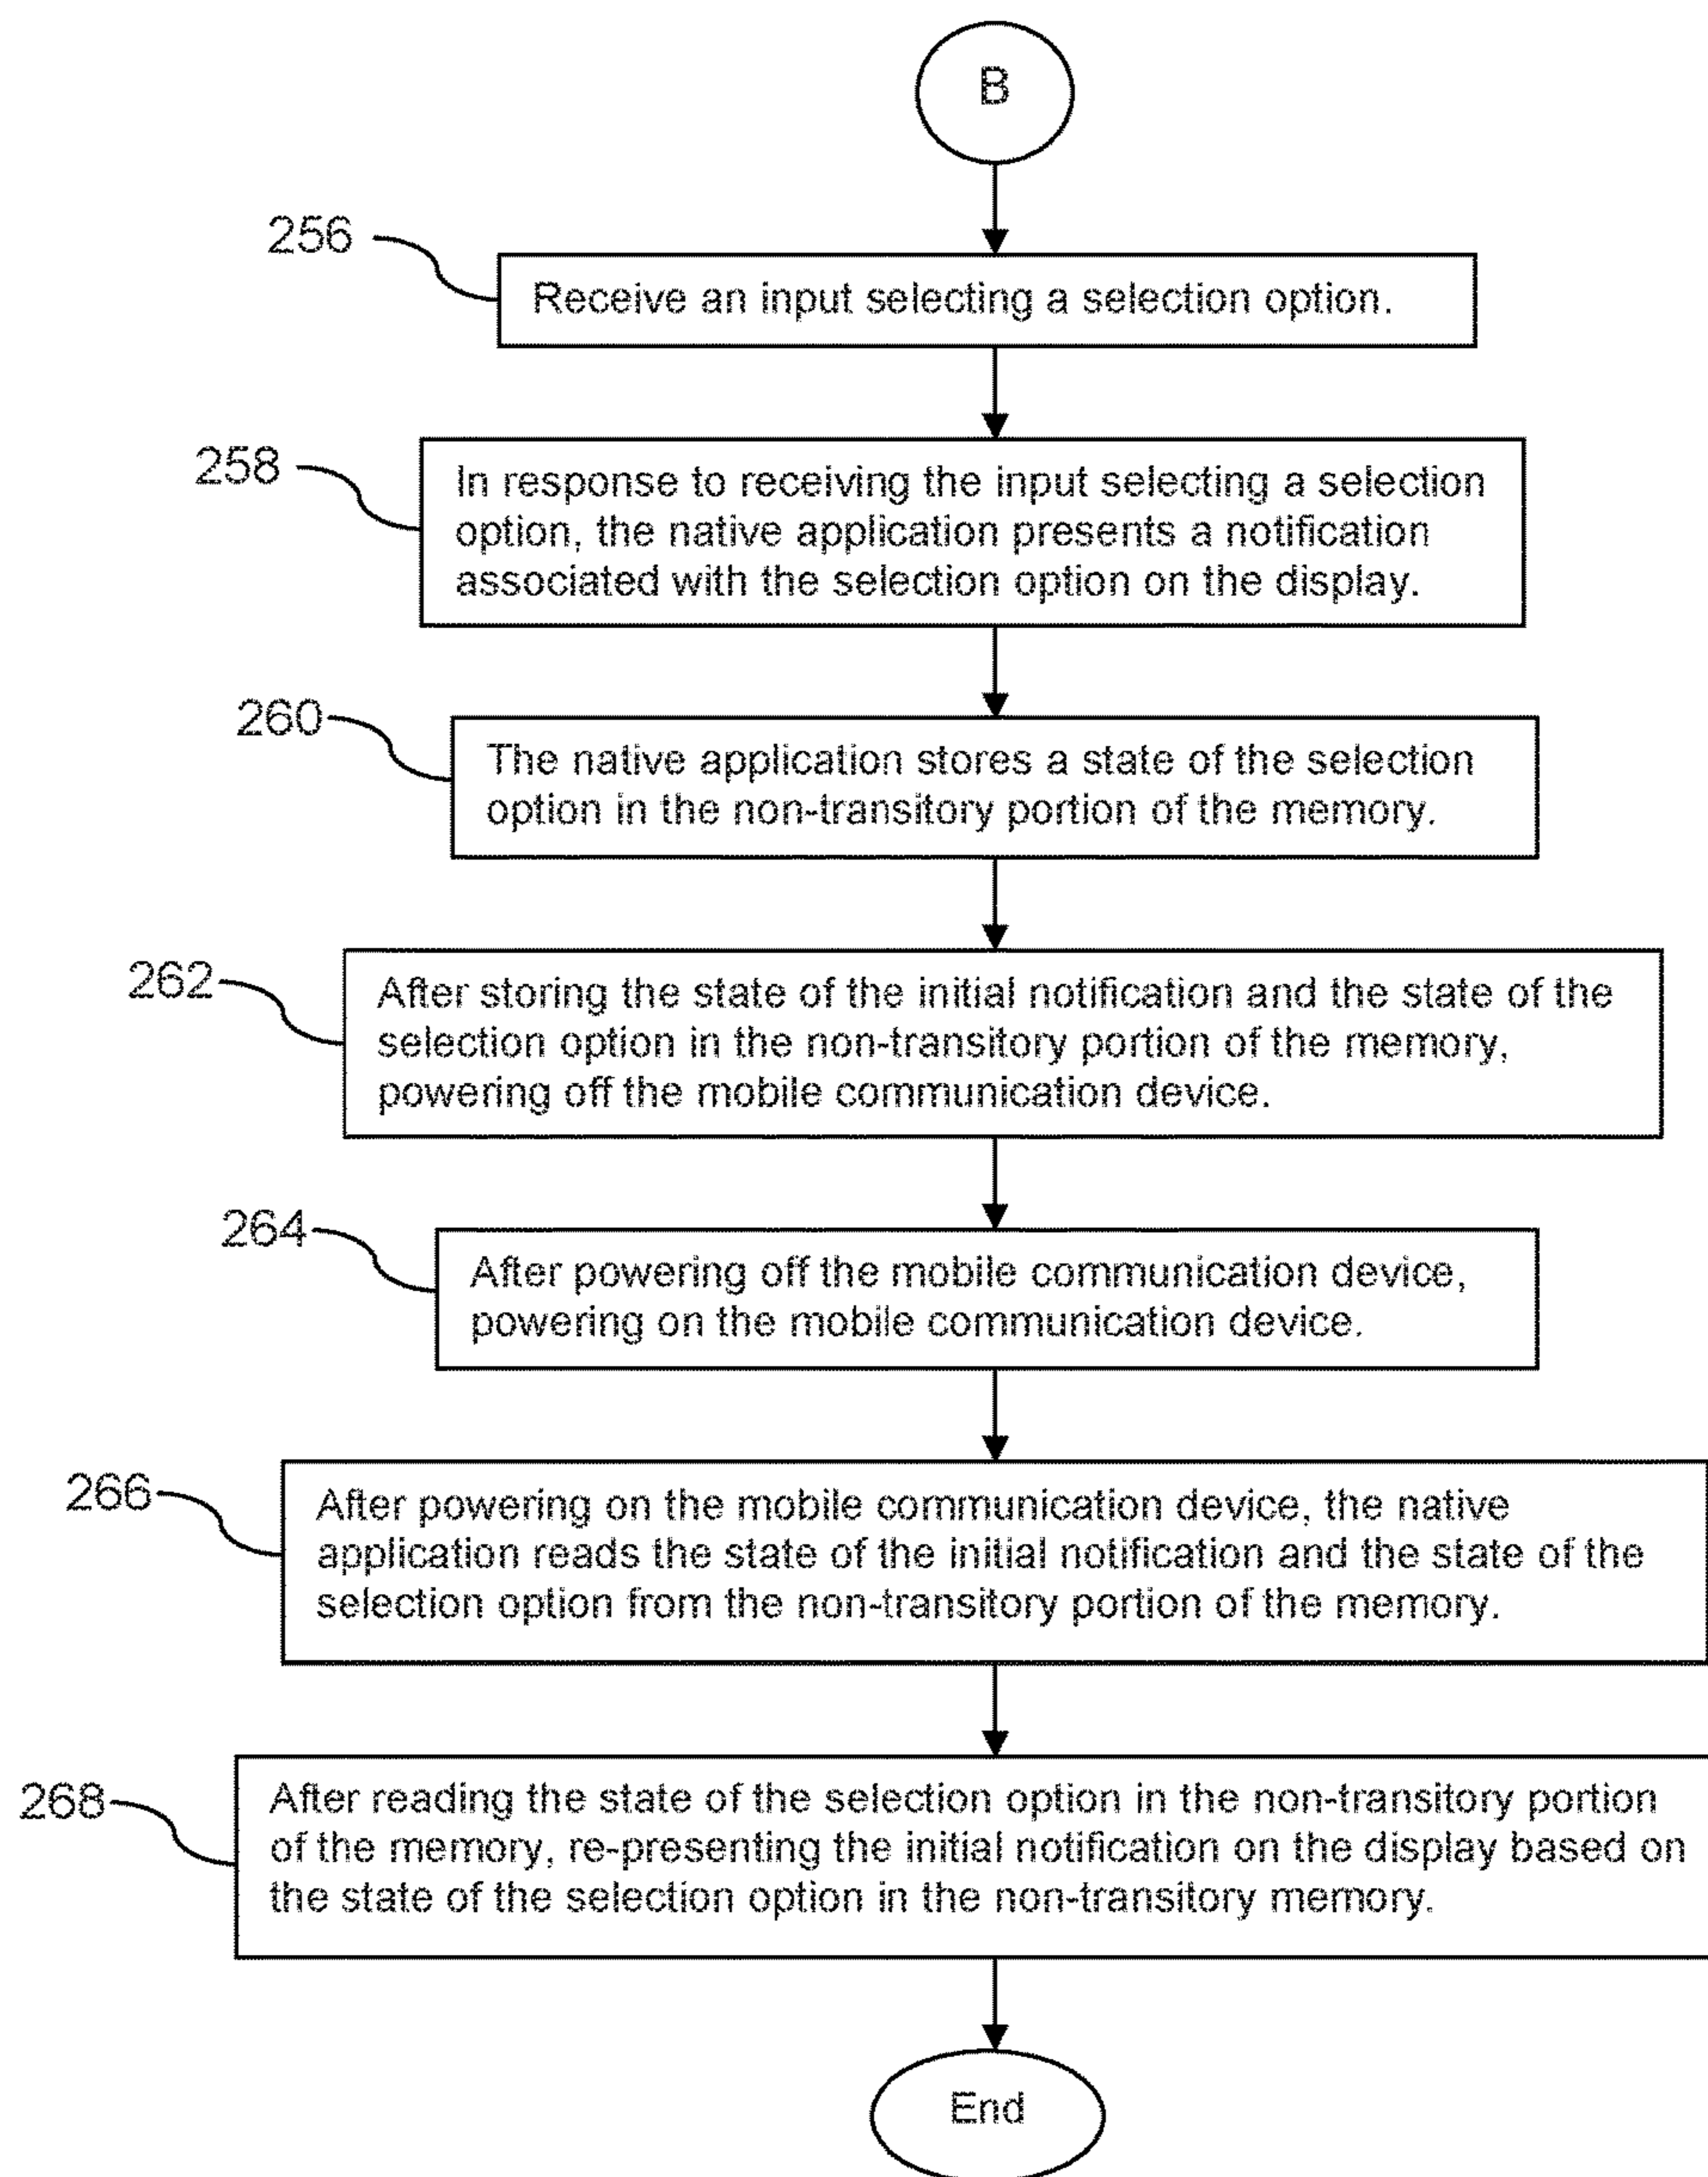 B
256
Receive an input selecting a selection option.
258
In response to receiving the input selecting a selection
option, the native application presents a notification
associated with the selection option on the display.
260
The native application stores a state of the selection
option in the non-transitory portion of the memory.
262
After storing the state of the initial notification and the state of the
selection option in the non-transitory portion of the memory,
powering off the mobile communication device.
264
After powering off the mobile communication device,
powering on the mobile communication device.
266
After powering on the mobile communication device, the native
application reads the state of the initial notification and the state of the
selection option from the non-transitory portion of the memory.
268
After reading the state of the selection option in the non-transitory portion
of the memory, re-presenting the initial notification on the display based on
the state of the selection option in the non-transitory memory.
End